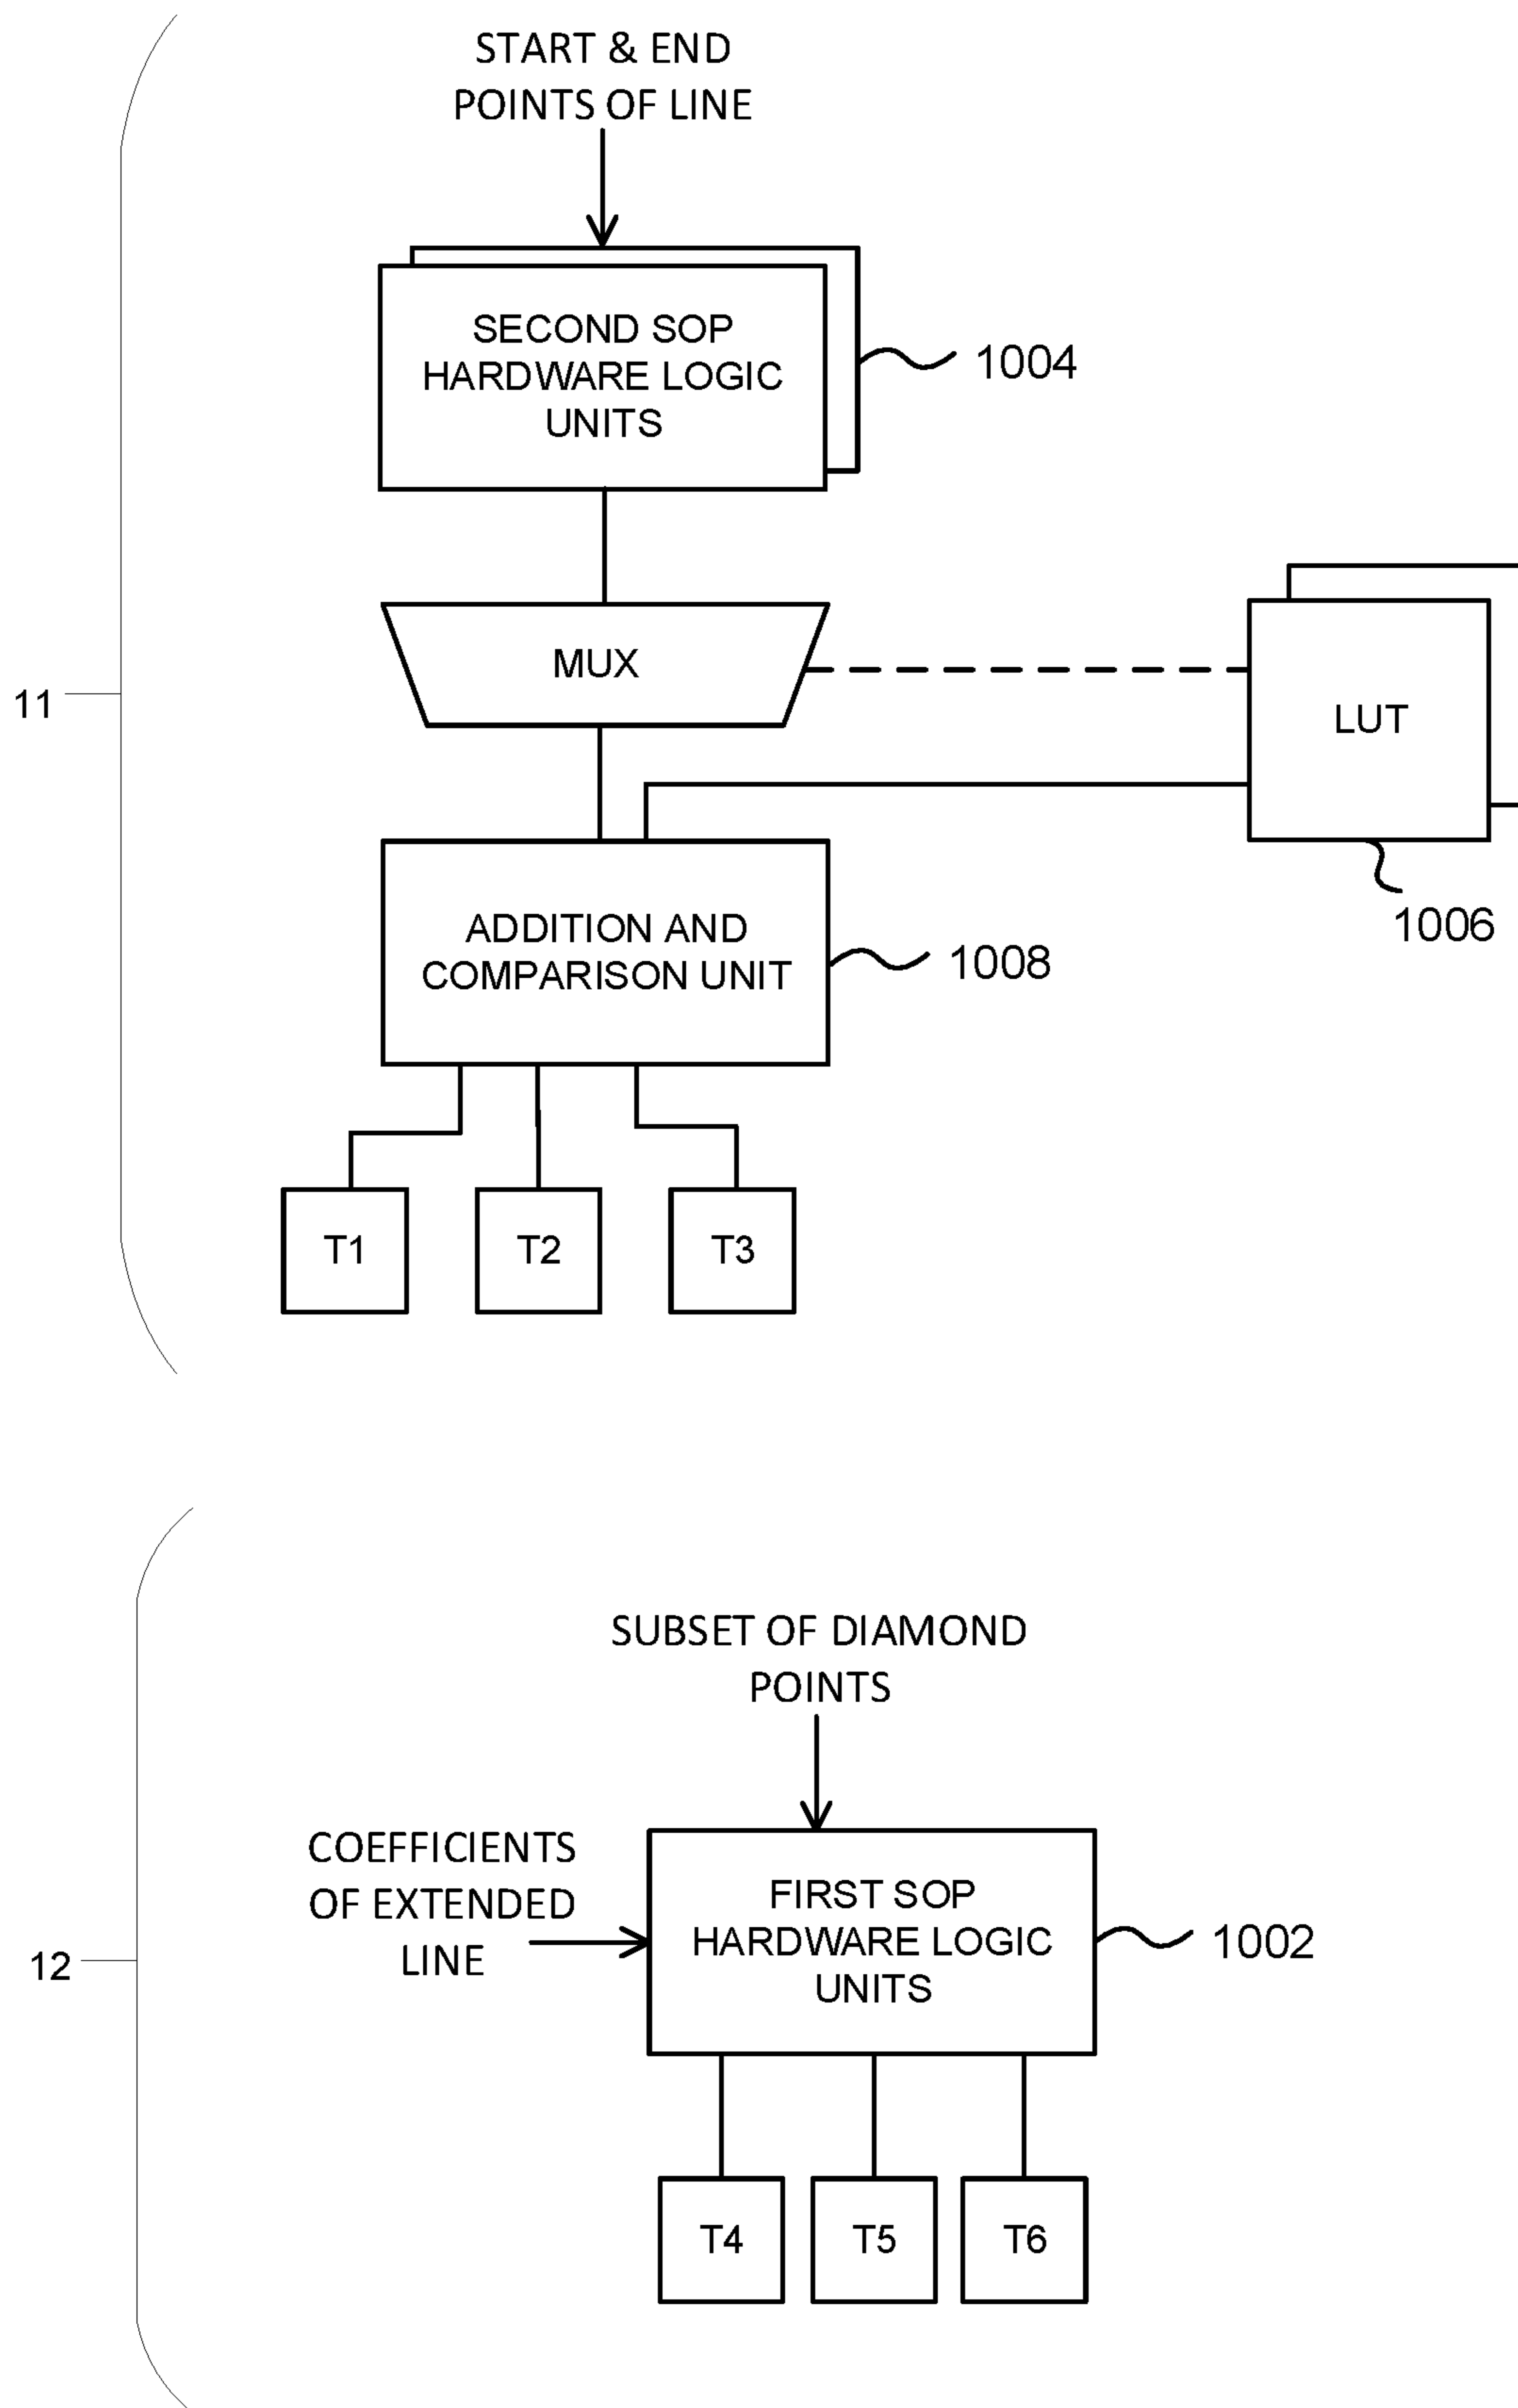 START & END
POINTS OF LINE
SECOND SOP
HARDWARE LOGIC
UNITS
1004
MUX
11
LUT
1006
ADDITION AND
COMPARISON UNIT
1008
T1
T2
T3
SUBSET OF DIAMOND
POINTS
COEFFICIENTS
OF EXTENDED
LINE
FIRST SOP
HARDWARE LOGIC
UNITS
1002
12
T4
T5
T6